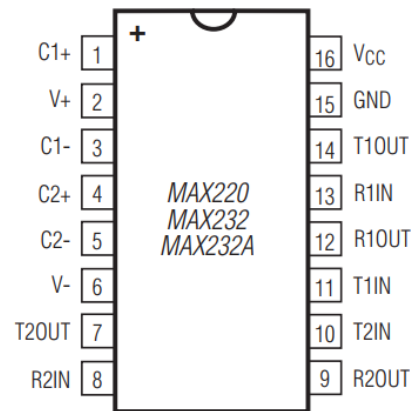 +
C1+ 1
V+ 2
C1- 3
C2+ 4
C2- 5
V- 6
T2OUT 7
R2IN 8
MAX220
MAX232
MAX232A
16 VCC
15 GND
14 T1OUT
13 R1IN
12 R1OUT
11 T1IN
10 T2IN
9 R2OUT